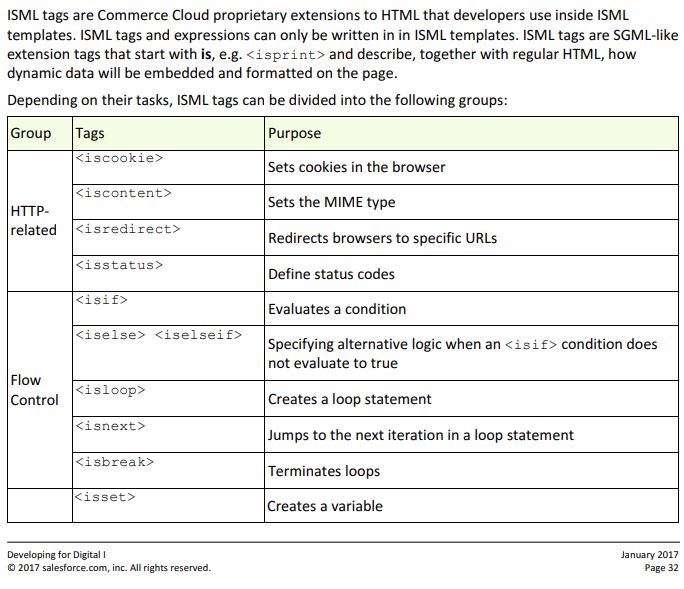 ISML tags are Commerce Cloud proprietary extensions to HTML that developers use inside ISML
templates. ISML tags and expressions can only be written in in ISML templates. ISML tags are SGML-like
extension tags that start with is, e.g. <isprint> and describe, together with regular HTML, how
dynamic data will be embedded and formatted on the page.
Depending on their tasks, ISML tags can be divided into the following groups:
Group Tags Purpose
HTTP-
related
<iscookie> Sets cookies in the browser
<iscontent> Sets the MIME type
<isredirect> Redirects browsers to specific URLs
<isstatus> Define status codes
Flow
Control
<isif> Evaluates a condition
<iselse> <iselseif> Specifying alternative logic when an <isif> condition does
not evaluate to true
<isloop> Creates a loop statement
<isnext> Jumps to the next iteration in a loop statement
<isbreak> Terminates loops
<isset> Creates a variable
Developing for Digital I January 2017
© 2017 salesforce.com, inc. All rights reserved. Page 32